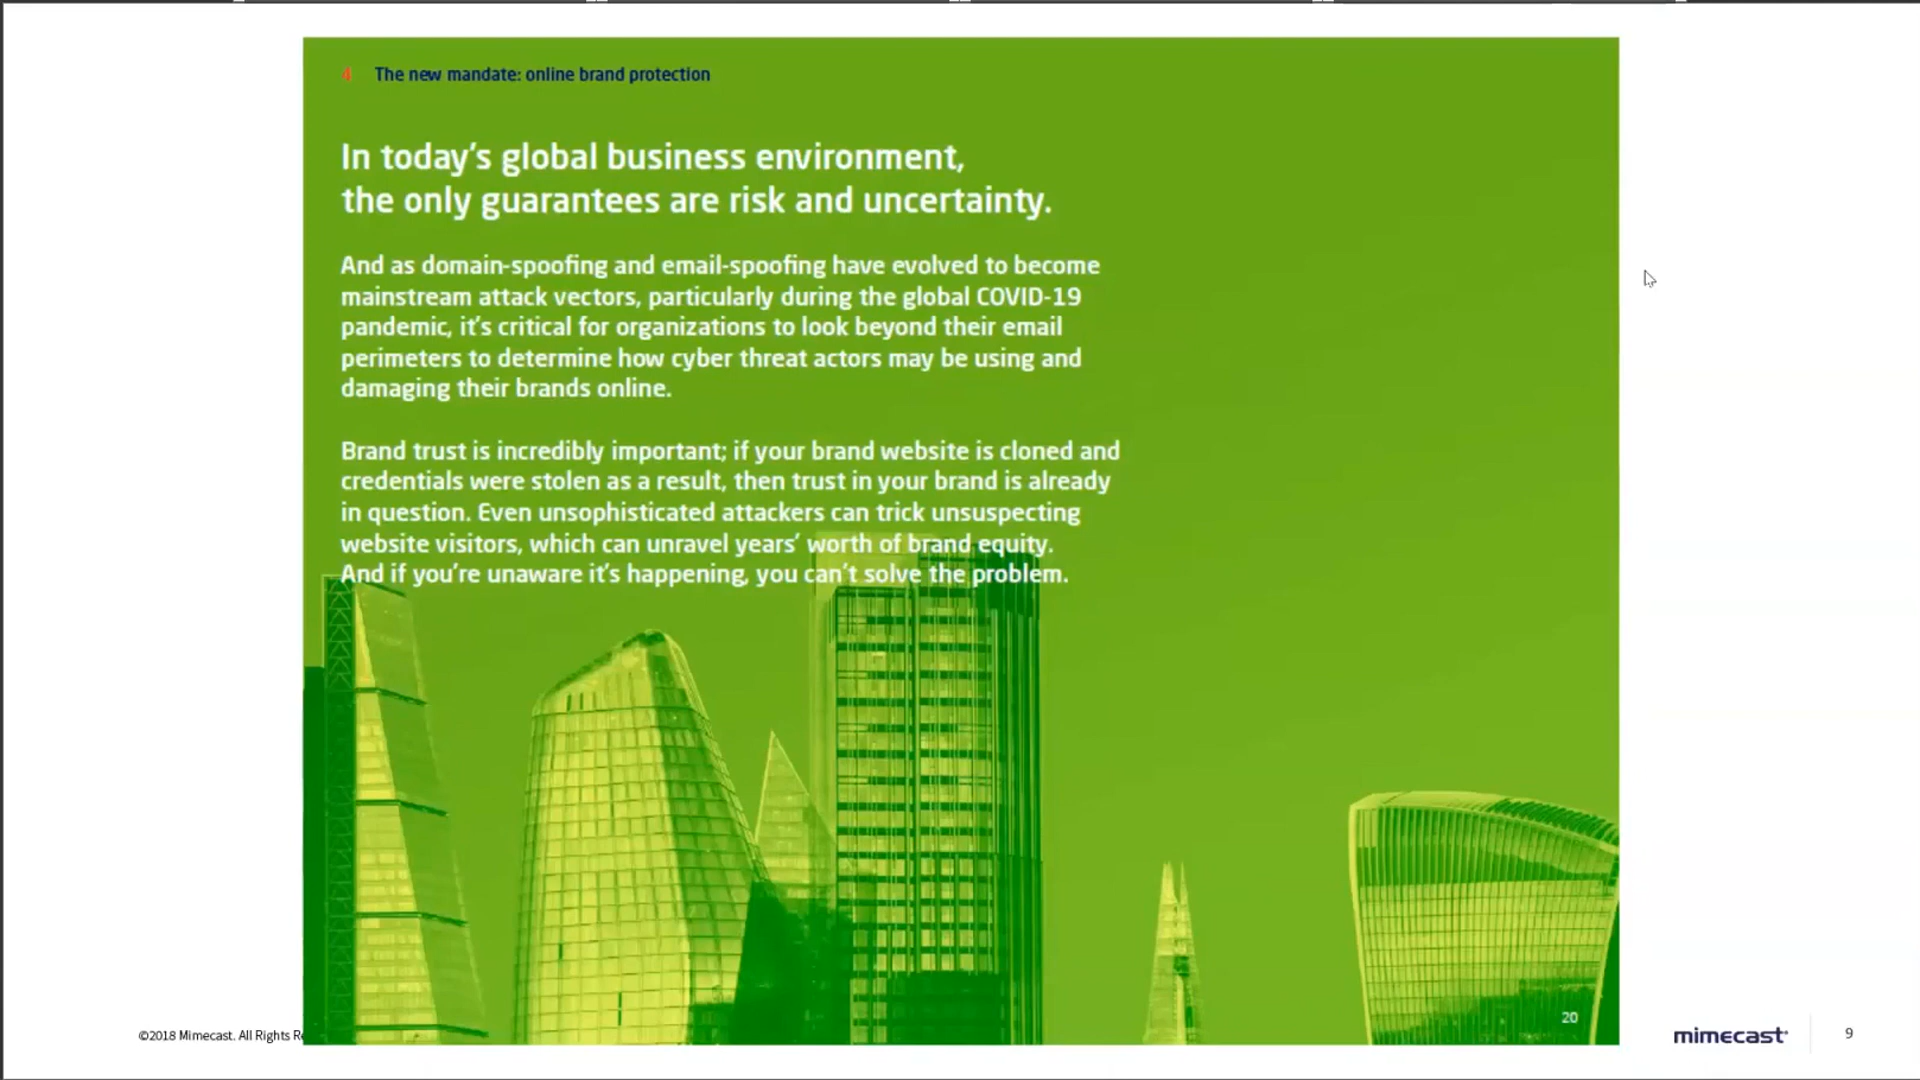 4 The new mandate: online brand protection
In today's global business environment,
the only guarantees are risk and uncertainty.
And as domain-spoofing and email-spoofing have evolved to become
mainstream attack vectors, particularly during the global COVID-19
pandemic, it's critical for organizations to look beyond their email
perimeters to determine how cyber threat actors may be using and
damaging their brands online.
Brand trust is incredibly important; if your brand website is cloned and
credentials were stolen as a result, then trust in your brand is already
in question. Even unsophisticated attackers can trick unsuspecting
website visitors, which can unravel years' worth of brand equity.
And if you're unaware it's happening, you can't solve the problem.
20
©2018 Mimecast. All Rights Re
mimecast 9